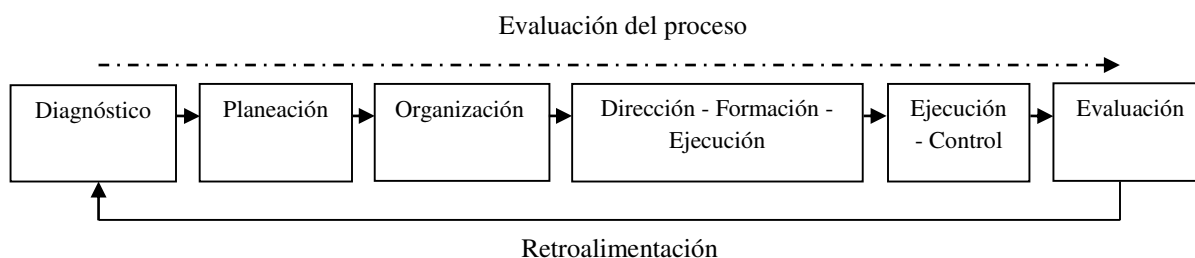 Evaluación del proceso
Diagnóstico
Planeación
Organización
Dirección - Formación -
Ejecución
Ejecución
- Control
Evaluación
Retroalimentación